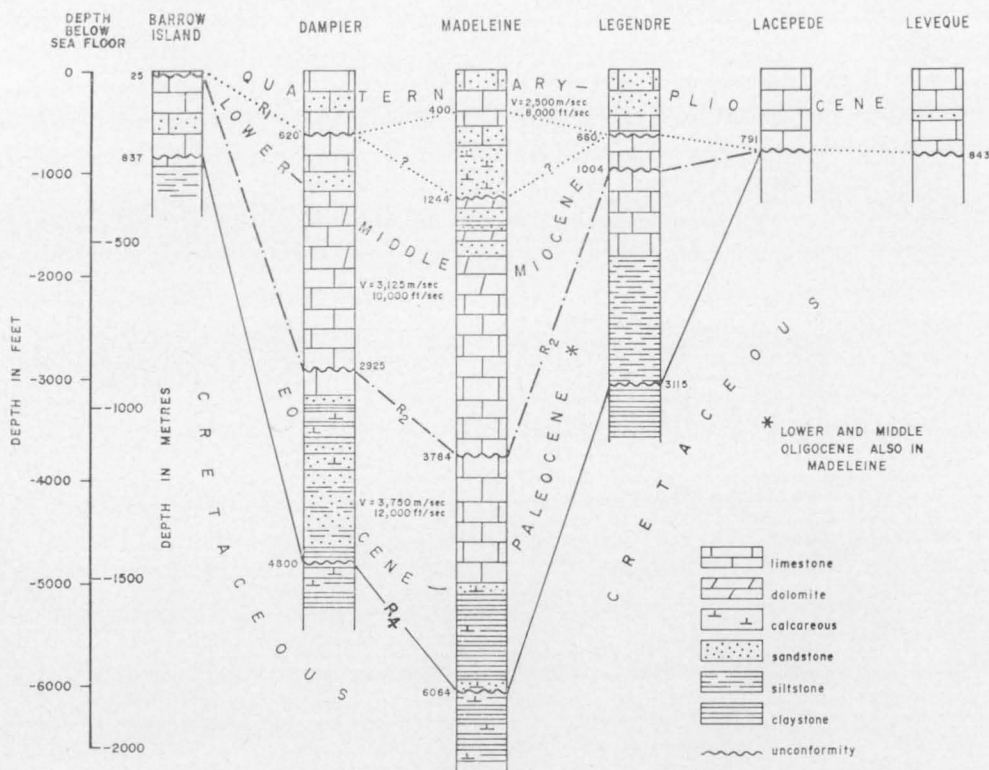 DEPTH
BELOW
SEA FLOOR
BARROW
ISLAND
DAMPIER
MADELEINE
LEGENDRE
LACEPEDE
LEVEQUE
0
-1000
-2000
-3000
-4000
-5000
-6000
-500
-1000
-1500
-2000
DEPTH IN FEET
DEPTH IN METRES
25
837
620
2925
4800
400
1244
3784
6064
660
1004
3115
791
843
QUATERNARY-PLIOCENE
LOWER
MIDDLE MIOCENE
R1
?
?
V = 2,500 m/sec
8,000 ft/sec
V = 3,125 m/sec
10,000 ft/sec
V = 3,750 m/sec
12,000 ft/sec
R2
R2
R4
EOCENE / PALEOCENE *
CRETACEOUS
CRETACEOUS
* LOWER AND MIDDLE
OLIGOCENE ALSO IN
MADELEINE
limestone
dolomite
calcareous
sandstone
siltstone
claystone
unconformity